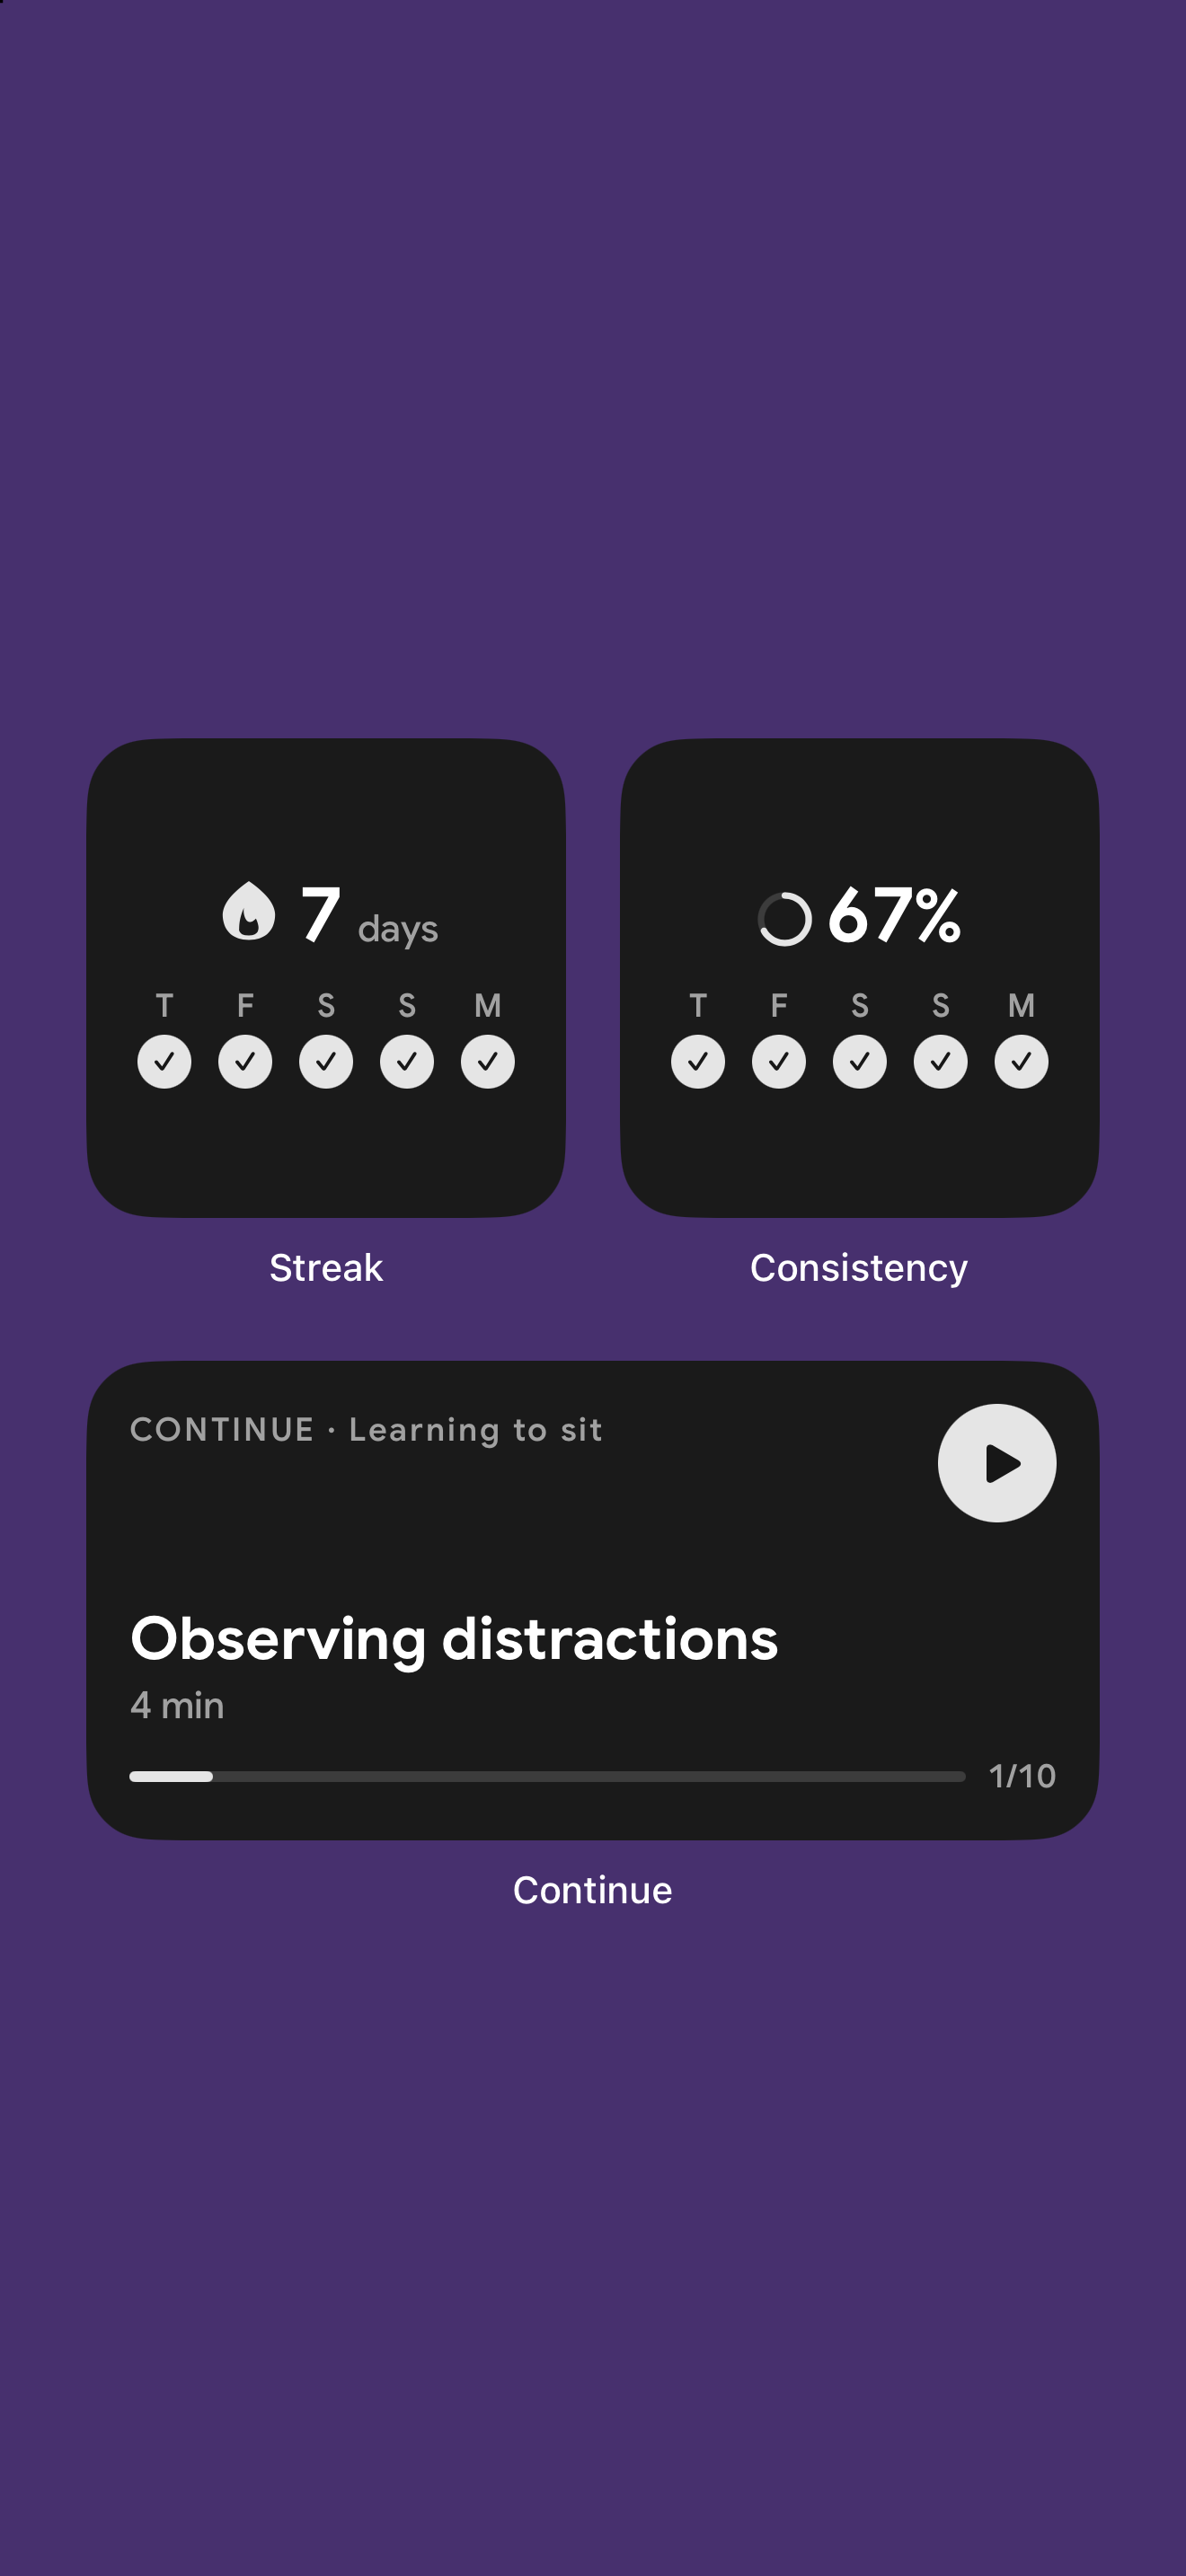 7 days
T F S S M
Streak
67%
T F S S M
Consistency
CONTINUE · Learning to sit
Observing distractions
4 min
1/10
Continue